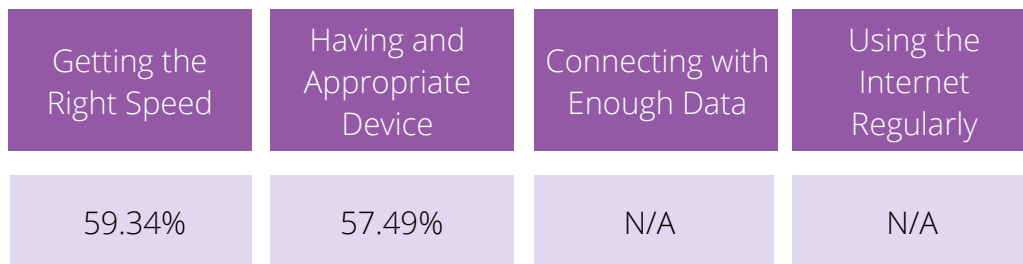 Getting the
Right Speed
Having and
Appropriate
Device
Connecting with
Enough Data
Using the
Internet
Regularly
59.34%
57.49%
N/A
N/A